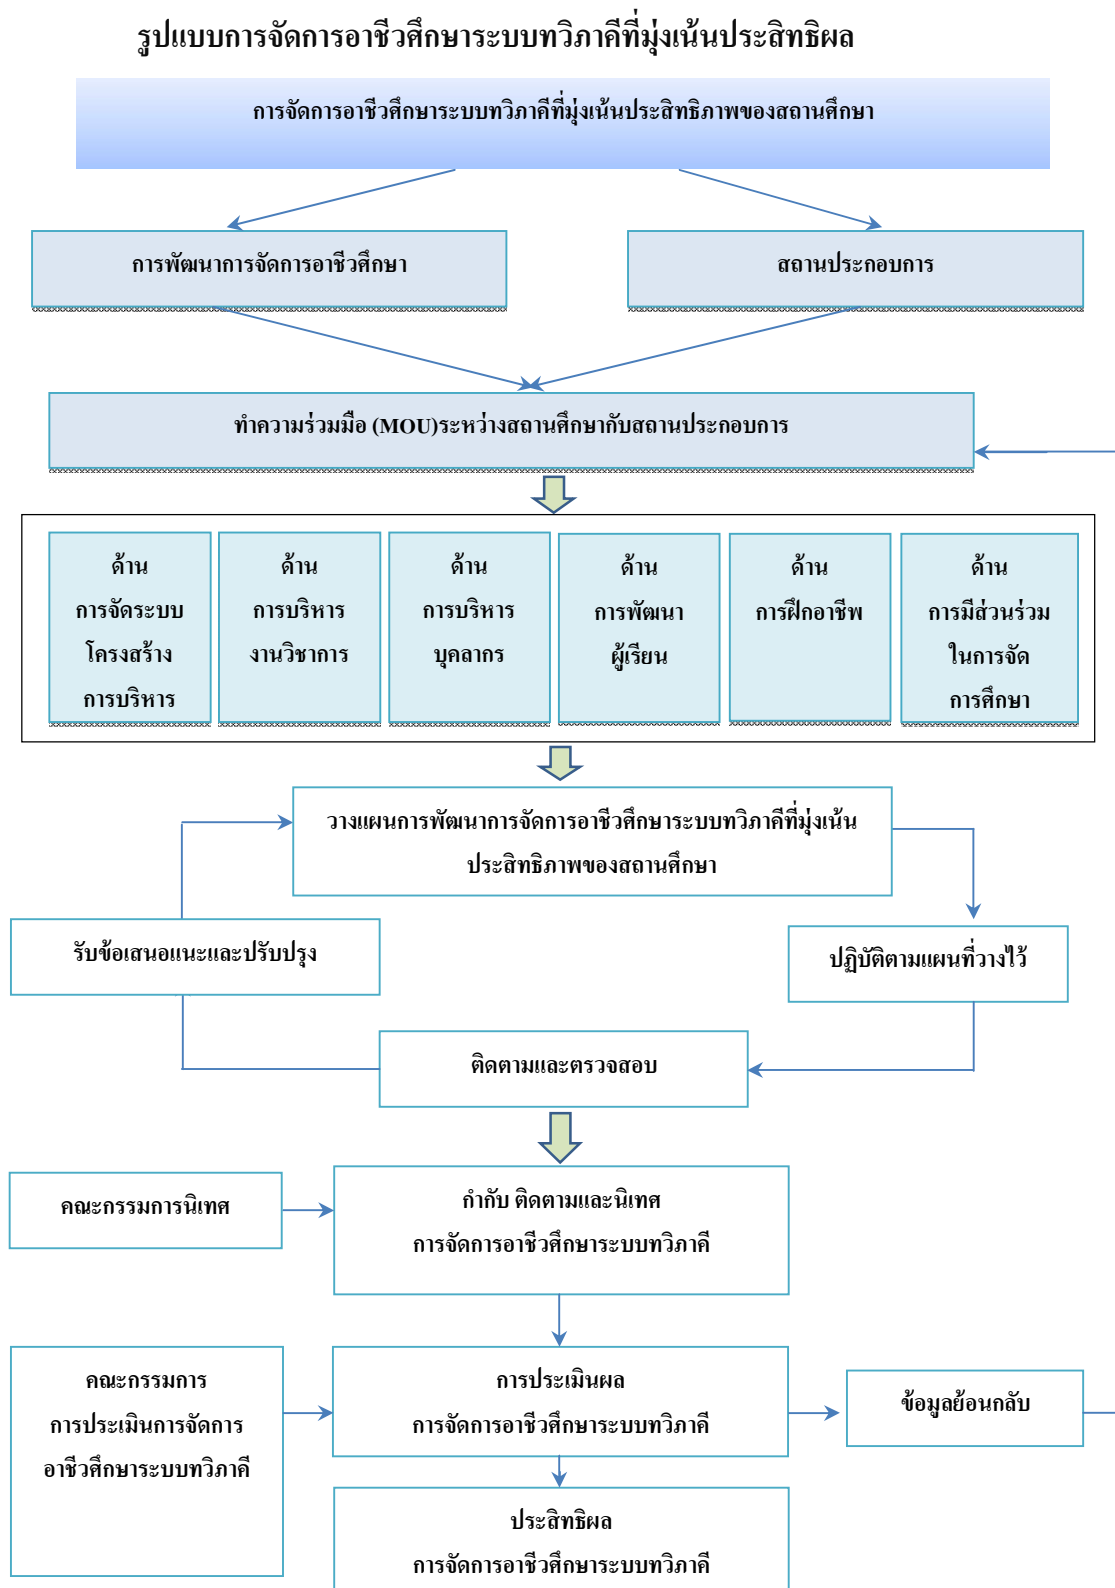 รูปแบบการจัดการอาชีวศึกษาระบบทวิภาคีที่มุ่งเน้นประสิทธิผล
การจัดการอาชีวศึกษาระบบทวิภาคีที่มุ่งเน้นประสิทธิภาพของสถานศึกษา
การพัฒนาการจัดการอาชีวศึกษา
สถานประกอบการ
ทำความร่วมมือ (MOU)ระหว่างสถานศึกษากับสถานประกอบการ
ด้าน
การจัดระบบ
โครงสร้าง
การบริหาร
ด้าน
การบริหาร
งานวิชาการ
ด้าน
การบริหาร
บุคลากร
ด้าน
การพัฒนา
ผู้เรียน
ด้าน
การฝึกอาชีพ
ด้าน
การมีส่วนร่วม
ในการจัด
การศึกษา
วางแผนการพัฒนาการจัดการอาชีวศึกษาระบบทวิภาคีที่มุ่งเน้น
ประสิทธิภาพของสถานศึกษา
รับข้อเสนอแนะและปรับปรุง
ปฏิบัติตามแผนที่วางไว้
ติดตามและตรวจสอบ
คณะกรรมการนิเทศ
กำกับ ติดตามและนิเทศ
การจัดการอาชีวศึกษาระบบทวิภาคี
คณะกรรมการ
การประเมินการจัดการ
อาชีวศึกษาระบบทวิภาคี
การประเมินผล
การจัดการอาชีวศึกษาระบบทวิภาคี
ข้อมูลย้อนกลับ
ประสิทธิผล
การจัดการอาชีวศึกษาระบบทวิภาคี